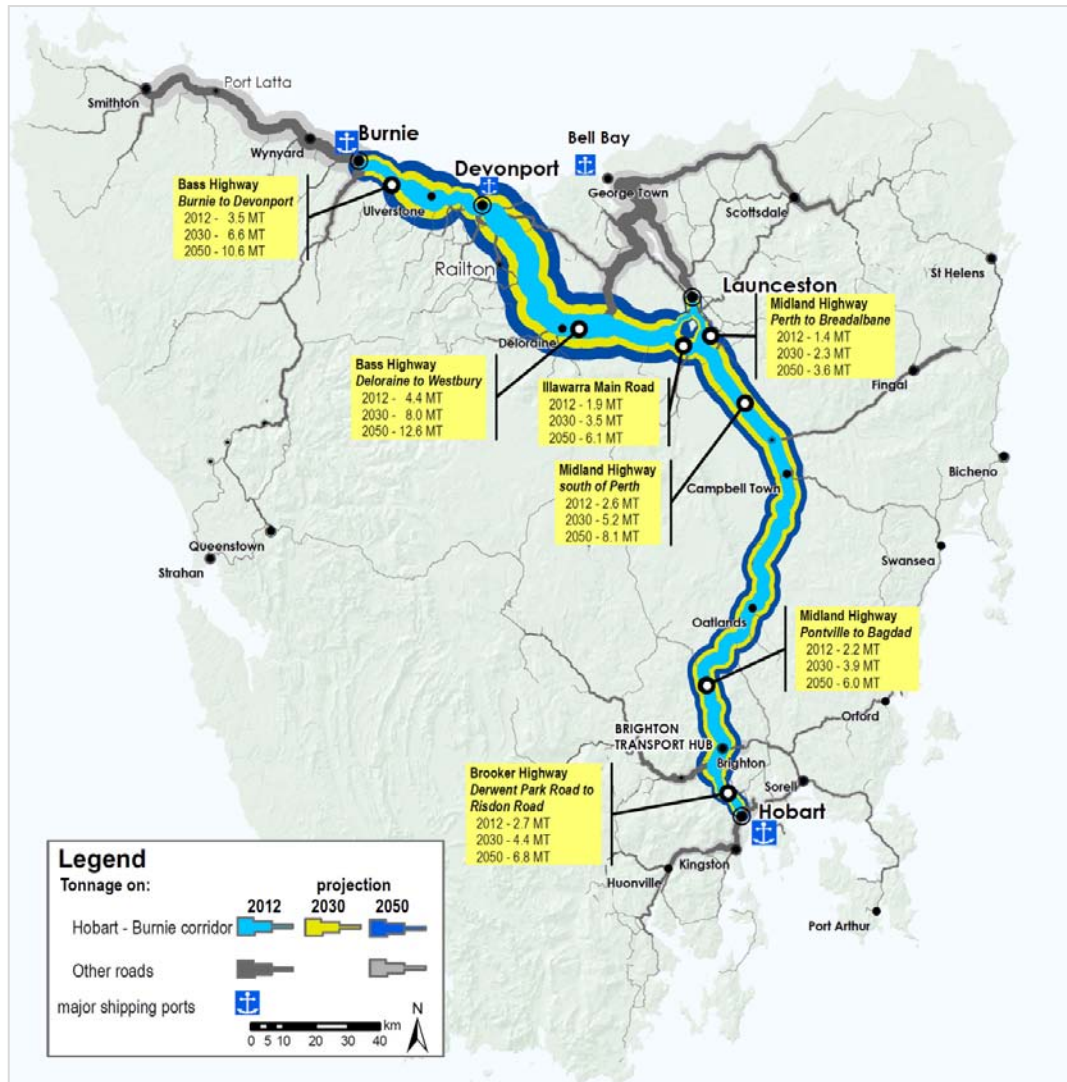 Port Latta
Smithton
Wynyard
Burnie
Bell Bay
Devonport
George Town
Scottsdale
Ulverstone
Railton
St Helens
Launceston
Deloraine
Fingal
Bicheno
Campbell Town
Queenstown
Strahan
Swansea
Oatlands
Orford
BRIGHTON
TRANSPORT HUB
Brighton
Sorell
Hobart
Kingston
Huonville
Port Arthur
Bass Highway
Burnie to Devonport
2012 - 3.5 MT
2030 - 6.6 MT
2050 - 10.6 MT
Bass Highway
Deloraine to Westbury
2012 - 4.4 MT
2030 - 8.0 MT
2050 - 12.6 MT
Illawarra Main Road
2012 - 1.9 MT
2030 - 3.5 MT
2050 - 6.1 MT
Midland Highway
Perth to Breadalbane
2012 - 1.4 MT
2030 - 2.3 MT
2050 - 3.6 MT
Midland Highway
south of Perth
2012 - 2.6 MT
2030 - 5.2 MT
2050 - 8.1 MT
Midland Highway
Pontville to Bagdad
2012 - 2.2 MT
2030 - 3.9 MT
2050 - 6.0 MT
Brooker Highway
Derwent Park Road to
Risdon Road
2012 - 2.7 MT
2030 - 4.4 MT
2050 - 6.8 MT
Legend
Tonnage on:
projection
2012 2030 2050
Hobart - Burnie corridor
Other roads
major shipping ports
N
km
0 5 10 20 30 40